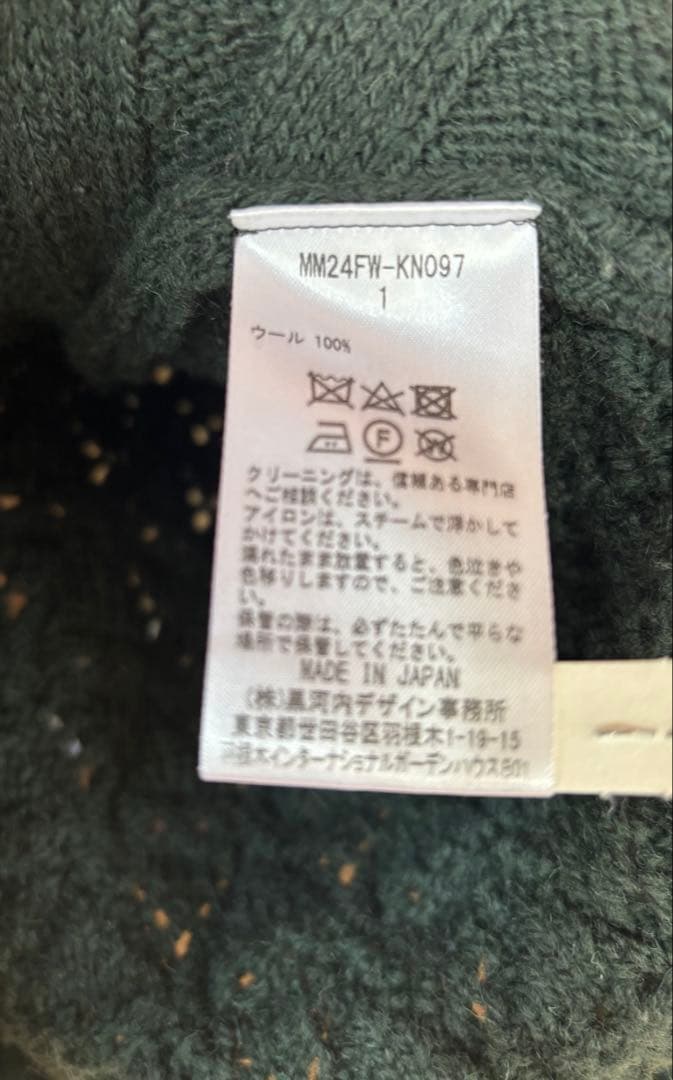 MM24FW-KN097
1
ウール 100%
F
クリーニングは、信頼ある専門店
へご相談ください。
アイロンは、スチームで浮かして
かけてください。
濡れたまま放置すると、色泣きや
色移りしますので、ご注意くださ
い。
保管の際は、必ずたたんで平らな
場所で保管してください。
MADE IN JAPAN
(株)黒河内デザイン事務所
東京都世田谷区羽根木1-19-15
羽根木インターナショナルガーデンハウス801